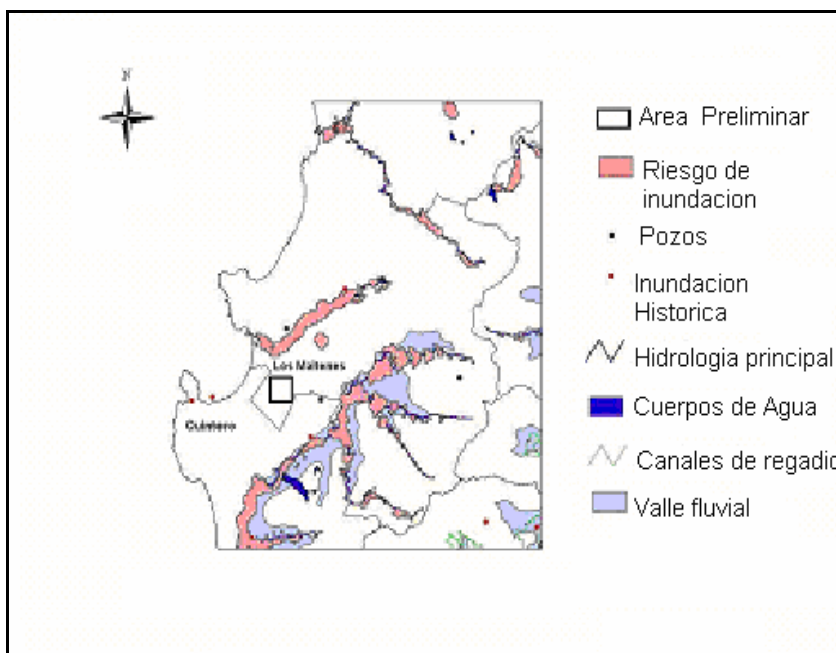 N
Area Preliminar
Riesgo de
inundacion
Pozos
Inundacion
Historica
Hidrologia principal
Cuerpos de Agua
Canales de regadio
Valle fluvial
Los Maitenes
Quintero